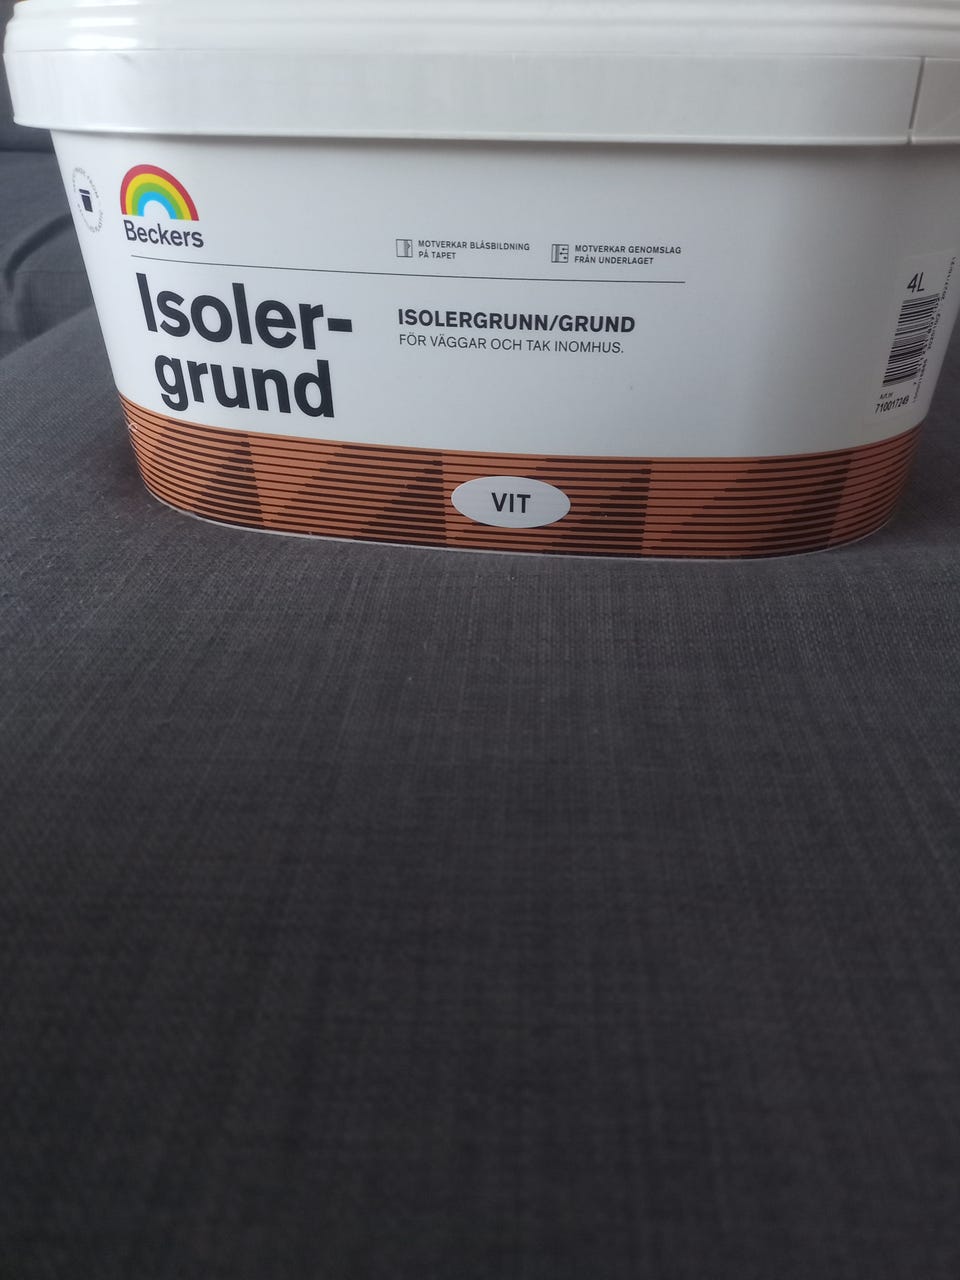 Beckers
MOTVERKAR BLÅSBILDNING
PÅ TAPET
MOTVERKAR GENOMSLAG
FRÅN UNDERLAGET
Isoler-
grund
ISOLERGRUNN/GRUND
FÖR VÄGGAR OCH TAK INOMHUS.
VIT
4L
710017249